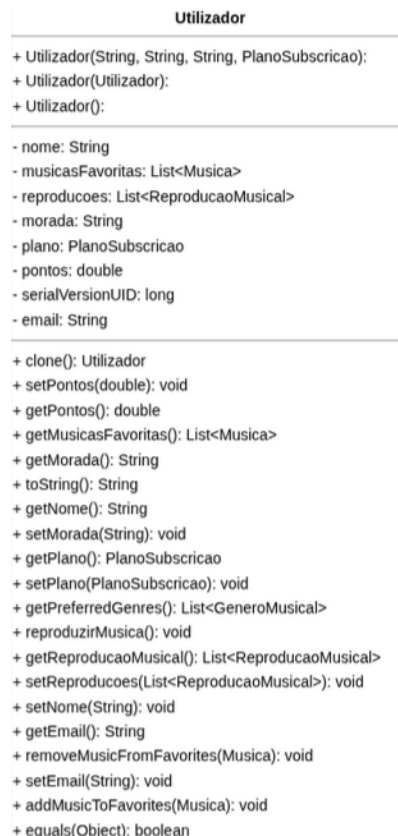 Utilizador
+ Utilizador(String, String, String, PlanoSubscricao):
+ Utilizador(Utilizador):
+ Utilizador():
- nome: String
- musicasFavoritas: List<Musica>
- reproducoes: List<ReproducaoMusical>
- morada: String
- plano: PlanoSubscricao
- pontos: double
- serialVersionUID: long
- email: String
+ clone(): Utilizador
+ setPontos(double): void
+ getPontos(): double
+ getMusicasFavoritas(): List<Musica>
+ getMorada(): String
+ toString(): String
+ getNome(): String
+ setMorada(String): void
+ getPlano(): PlanoSubscricao
+ setPlano(PlanoSubscricao): void
+ getPreferredGenres(): List<GeneroMusical>
+ reproduzirMusica(): void
+ getReproducaoMusical(): List<ReproducaoMusical>
+ setReproducoes(List<ReproducaoMusical>): void
+ setNome(String): void
+ getEmail(): String
+ removeMusicFromFavorites(Musica): void
+ setEmail(String): void
+ addMusicToFavorites(Musica): void
+ equals(Object): boolean